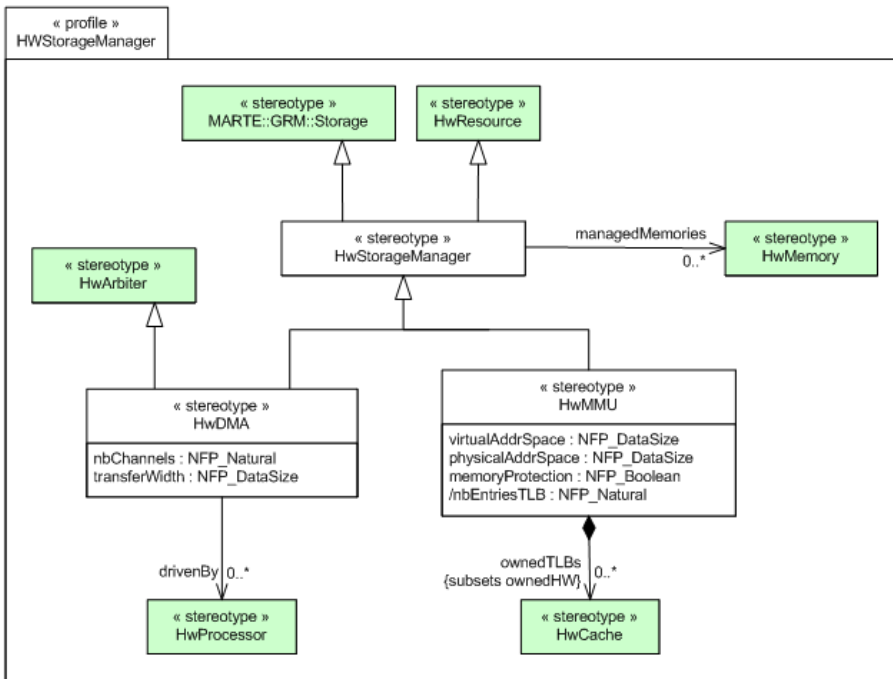 « profile »
HWStorageManager
« stereotype »
MARTE::GRM::Storage
« stereotype »
HwResource
« stereotype »
HwStorageManager
managedMemories
0..*
« stereotype »
HwMemory
« stereotype »
HwArbiter
« stereotype »
HwDMA
nbChannels : NFP_Natural
transferWidth : NFP_DataSize
« stereotype »
HwMMU
virtualAddrSpace : NFP_DataSize
physicalAddrSpace : NFP_DataSize
memoryProtection : NFP_Boolean
/nbEntriesTLB : NFP_Natural
drivenBy
0..*
ownedTLBs
{subsets ownedHW}
0..*
« stereotype »
HwProcessor
« stereotype »
HwCache